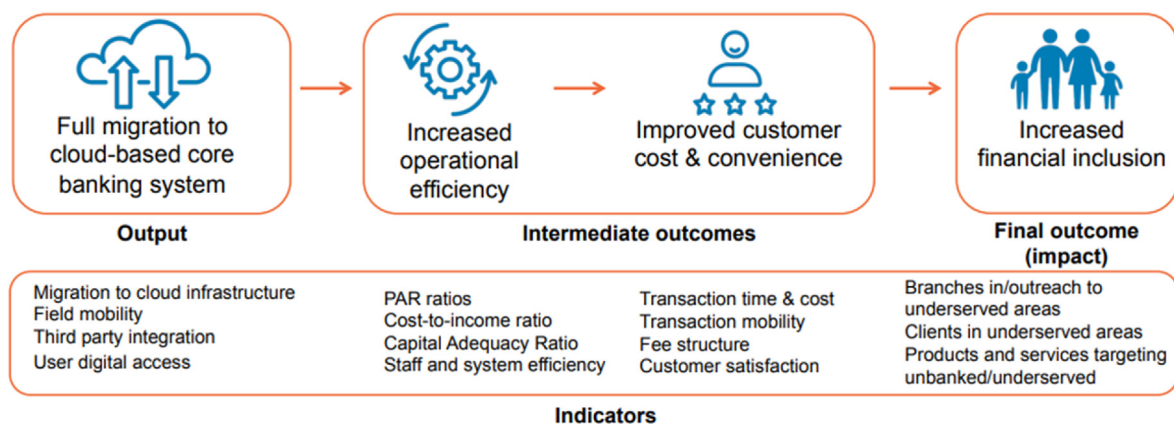 Full migration to
cloud-based core
banking system
Increased
operational
efficiency
Improved customer
cost & convenience
Increased
financial inclusion
Output
Intermediate outcomes
Final outcome
(impact)
Migration to cloud infrastructure
Field mobility
Third party integration
User digital access
PAR ratios
Cost-to-income ratio
Capital Adequacy Ratio
Staff and system efficiency
Transaction time & cost
Transaction mobility
Fee structure
Customer satisfaction
Branches in/outreach to
underserved areas
Clients in underserved areas
Products and services targeting
unbanked/underserved
Indicators